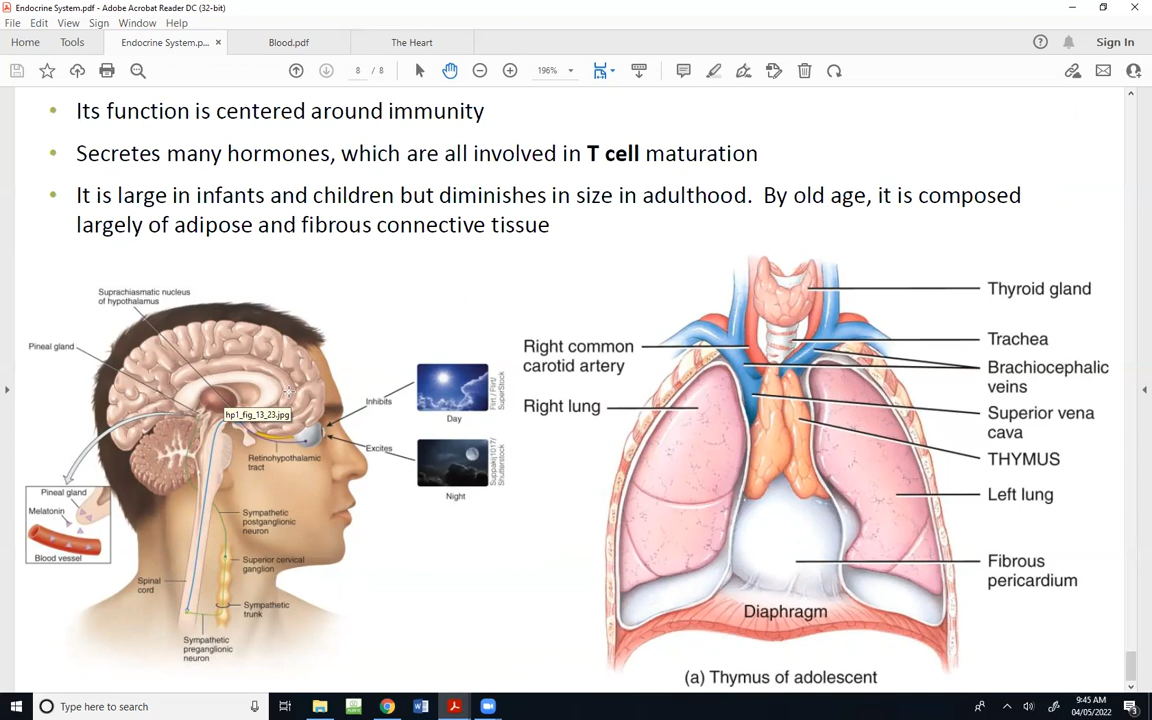 Endocrine System.pdf - Adobe Acrobat Reader DC (32-bit)
File Edit View Sign Window Help
Home Tools Endocrine System.p... × Blood.pdf The Heart Sign In
8 / 8 196%
• Its function is centered around immunity
• Secretes many hormones, which are all involved in T cell maturation
• It is large in infants and children but diminishes in size in adulthood. By old age, it is composed
largely of adipose and fibrous connective tissue
Suprachiasmatic nucleus
of hypothalamus
Pineal gland
hp1_fig_13_23.jpg
Inhibits
Day
Flirt / Flirt/
SuperStock
Excites
Night
Suppakij1017/
Shutterstock
Retinohypothalamic
tract
Pineal gland
Melatonin
Blood vessel
Sympathetic
postganglionic
neuron
Superior cervical
ganglion
Spinal
cord
Sympathetic
trunk
Sympathetic
preganglionic
neuron
Thyroid gland
Right common
carotid artery
Trachea
Brachiocephalic
veins
Right lung
Superior vena
cava
THYMUS
Left lung
Fibrous
pericardium
Diaphragm
(a) Thymus of adolescent
Type here to search
9:45 AM
04/05/2022
3